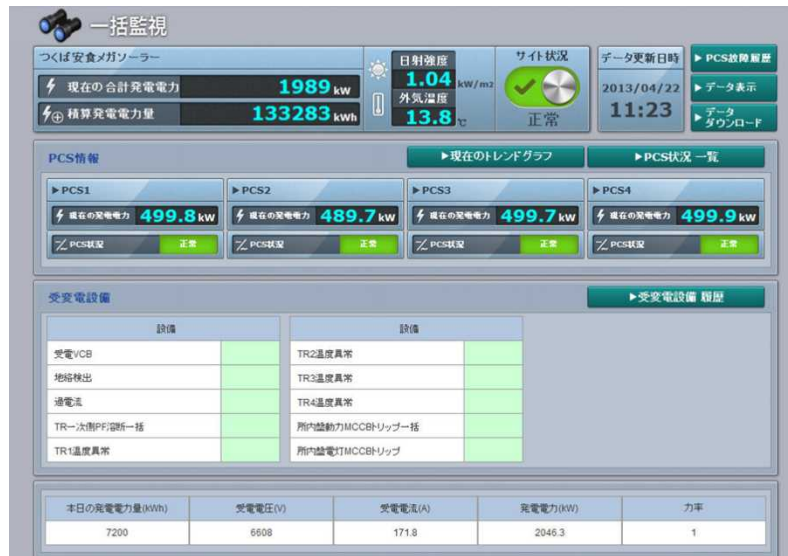 一括監視
つくば安食メガソーラー
現在の合計発電電力 1989 kW
積算発電電力量 133283 kWh
日射強度
1.04 kW/m2
外気温度
13.8 ℃
サイト状況
正常
データ更新日時
2013/04/22
11:23
▶ PCS故障履歴
▶ データ表示
▶ データ
ダウンロード
PCS情報
▶現在のトレンドグラフ
▶PCS状況 一覧
▶PCS1
現在の発電電力 499.8 kW
PCS状況 正常
▶PCS2
現在の発電電力 489.7 kW
PCS状況 正常
▶PCS3
現在の発電電力 499.7 kW
PCS状況 正常
▶PCS4
現在の発電電力 499.9 kW
PCS状況 正常
受変電設備
▶受変電設備 履歴
設備 設備
受電VCB TR2温度異常
地絡検出 TR3温度異常
過電流 TR4温度異常
TR一次側PF溶断一括 所内盤動力MCCBトリップ一括
TR1温度異常 所内盤電灯MCCBトリップ
本日の発電電力量(kWh) 受電電圧(V) 受電電流(A) 発電電力(kW) 力率
7200 6608 171.8 2046.3 1